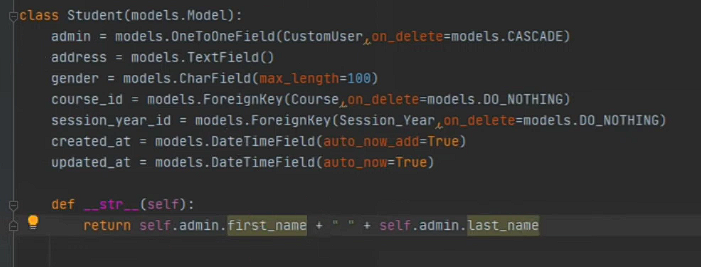 class Student(models.Model):
    admin = models.OneToOneField(CustomUser,on_delete=models.CASCADE)
    address = models.TextField()
    gender = models.CharField(max_length=100)
    course_id = models.ForeignKey(Course,on_delete=models.DO_NOTHING)
    session_year_id = models.ForeignKey(Session_Year,on_delete=models.DO_NOTHING)
    created_at = models.DateTimeField(auto_now_add=True)
    updated_at = models.DateTimeField(auto_now=True)
    def __str__(self):
        return self.admin.first_name + " " + self.admin.last_name